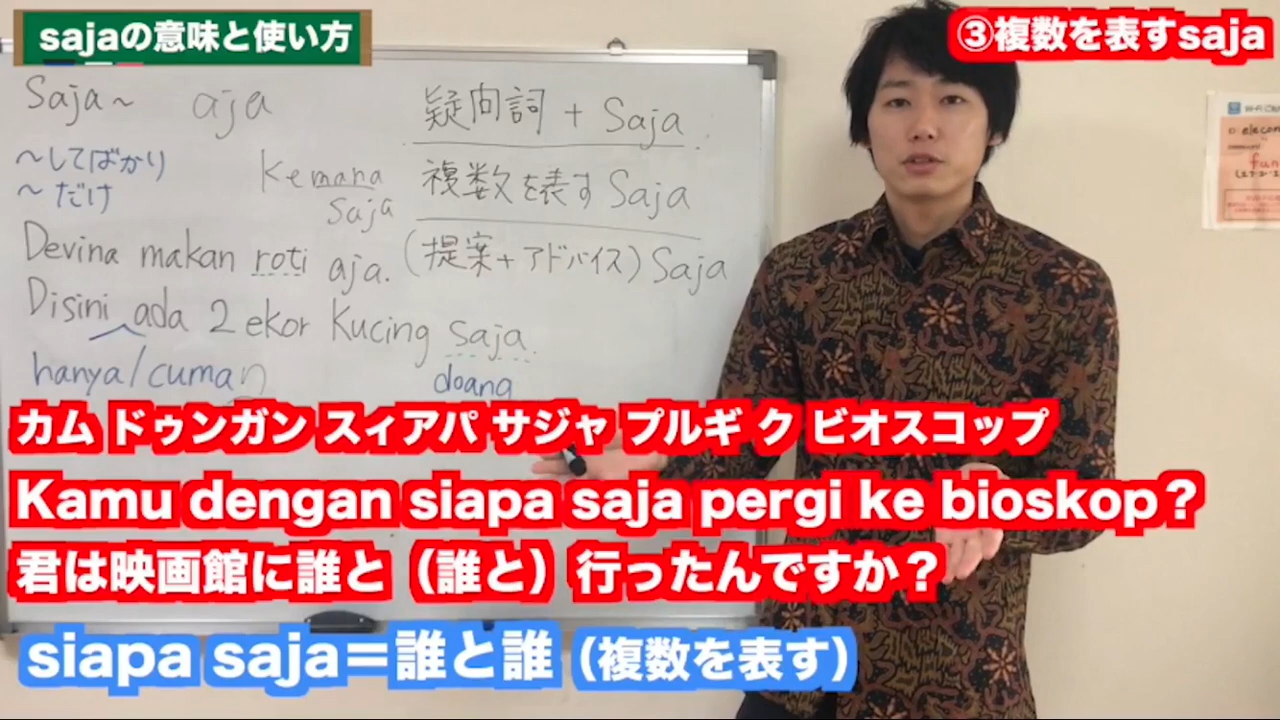 sajaの意味と使い方
③複数を表すsaja
Saja～ aja
～してばかり
～だけ
Kemana
saja
疑問詞 + Saja
複数を表す Saja
(提案+アドバイス) Saja
Devina makan roti aja.
Disini ada 2 ekor Kucing saja.
hanya/cuman
doang
elecom
fun
カム ドゥンガン スィアパ サジャ プルギ ク ビオスコップ
Kamu dengan siapa saja pergi ke bioskop？
君は映画館に誰と（誰と）行ったんですか？
siapa saja＝誰と誰（複数を表す）